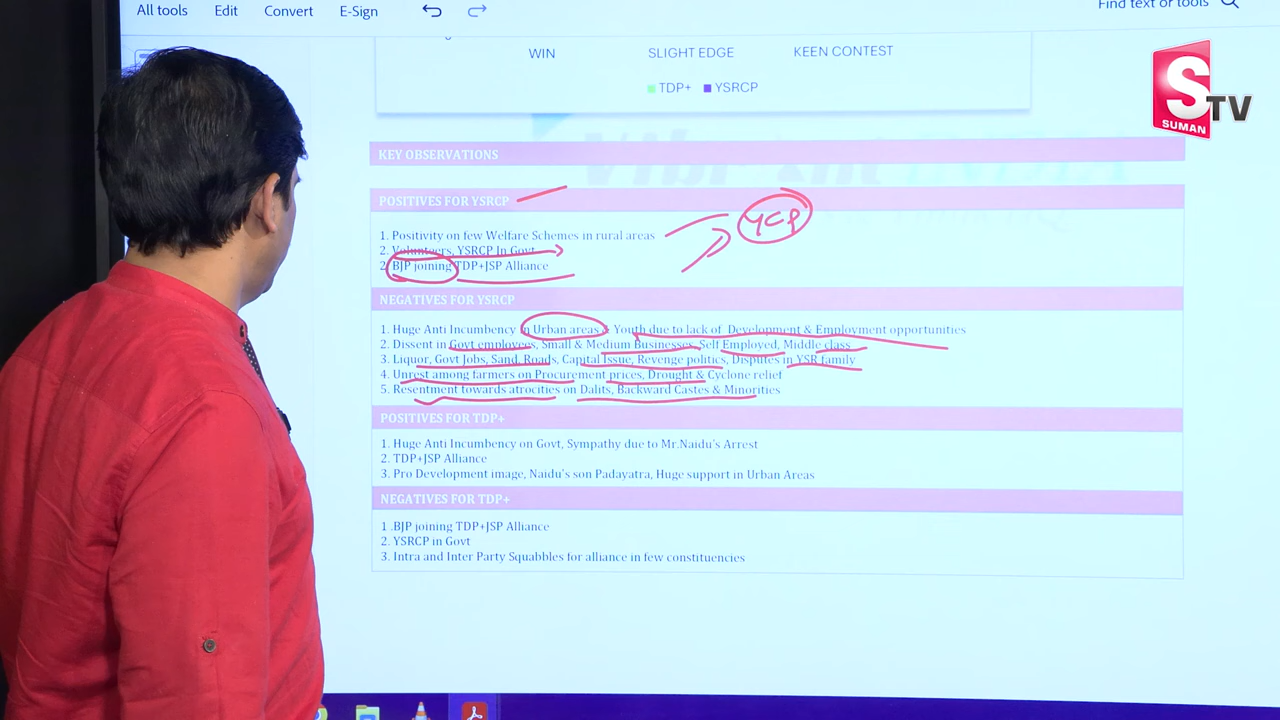 All tools Edit Convert E-Sign
Find text or tools
WIN SLIGHT EDGE KEEN CONTEST
TDP+ YSRCP
S TV
SUMAN
KEY OBSERVATIONS
POSITIVES FOR YSRCP
1. Positivity on few Welfare Schemes in rural areas
2. Volunteers, YSRCP In Govt
2. BJP joining TDP+JSP Alliance
YCP
NEGATIVES FOR YSRCP
1. Huge Anti Incumbency in Urban areas & Youth due to lack of Development & Employment opportunities
2. Dissent in Govt employees, Small & Medium Businesses, Self Employed, Middle class
3. Liquor, Govt Jobs, Sand, Roads, Capital Issue, Revenge politics, Disputes in YSR family
4. Unrest among farmers on Procurement prices, Drought & Cyclone relief
5. Resentment towards atrocities on Dalits, Backward Castes & Minorities
POSITIVES FOR TDP+
1. Huge Anti Incumbency on Govt, Sympathy due to Mr.Naidu's Arrest
2. TDP+JSP Alliance
3. Pro Development image, Naidu's son Padayatra, Huge support in Urban Areas
NEGATIVES FOR TDP+
1 .BJP joining TDP+JSP Alliance
2. YSRCP in Govt
3. Intra and Inter Party Squabbles for alliance in few constituencies